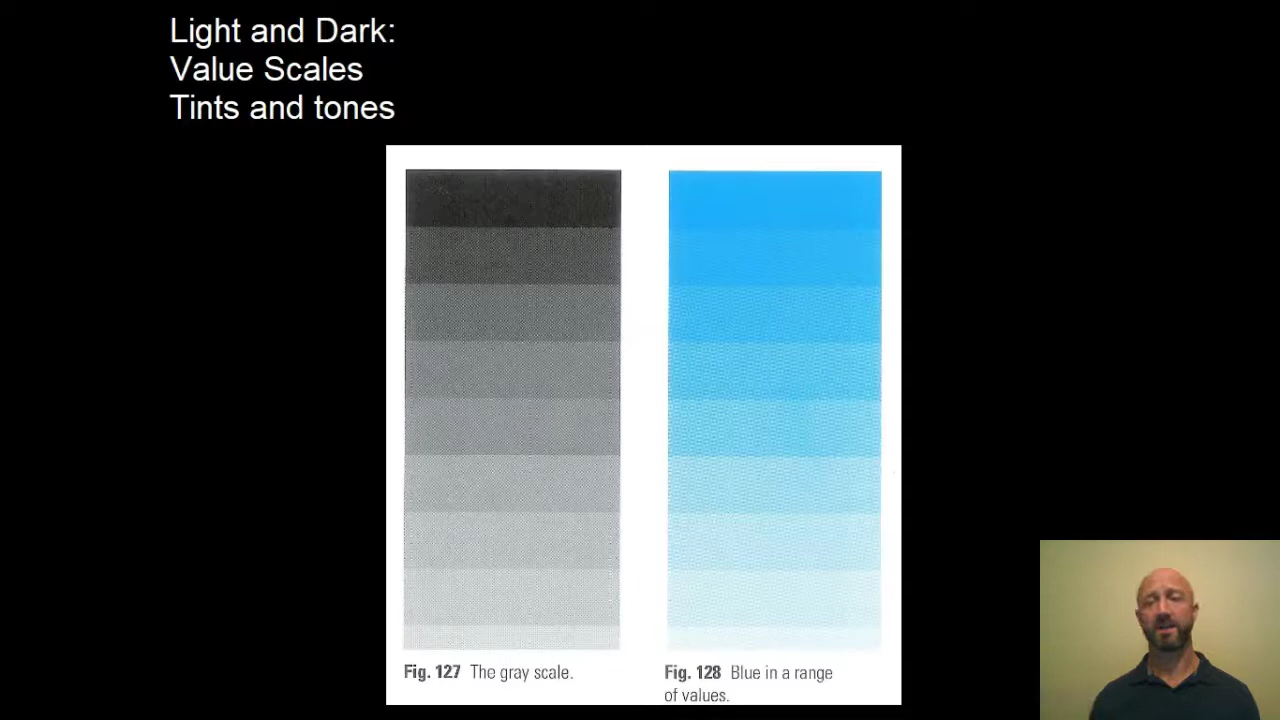 Light and Dark:
Value Scales
Tints and tones
Fig. 127 The gray scale.
Fig. 128 Blue in a range
of values.